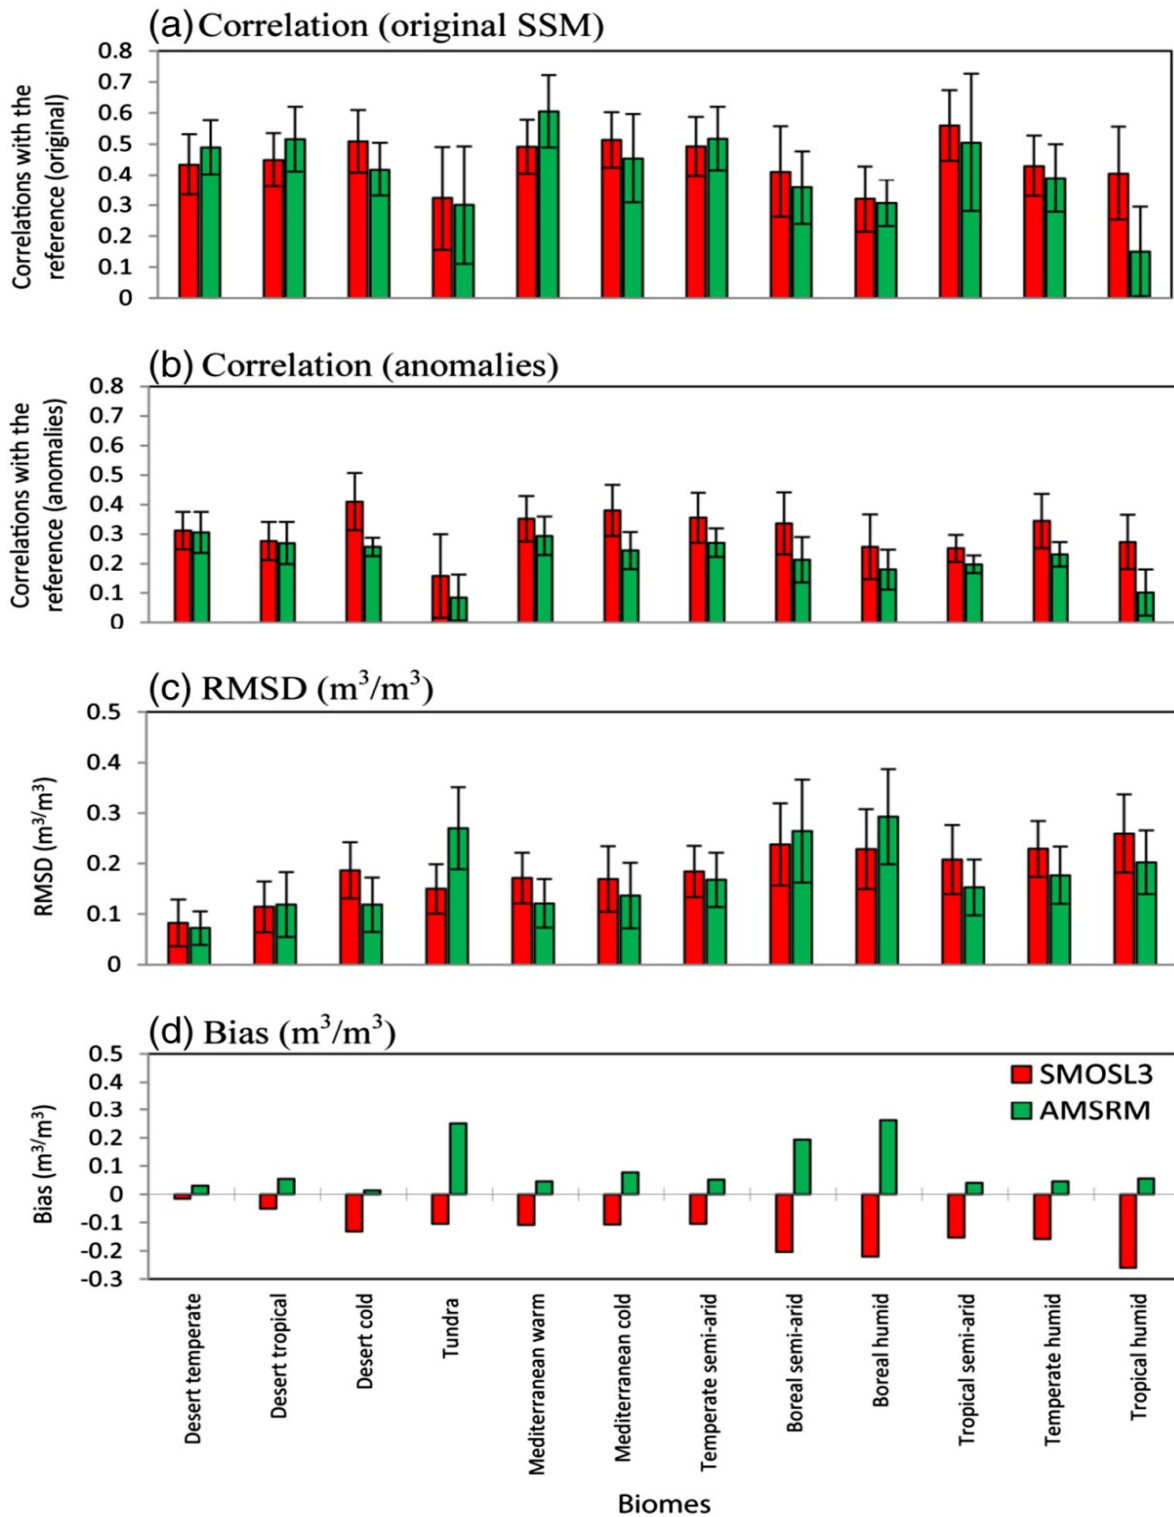 (a) Correlation (original SSM)
Correlations with the
reference (original)
0.8
0.7
0.6
0.5
0.4
0.3
0.2
0.1
0
(b) Correlation (anomalies)
Correlations with the
reference (anomalies)
0.8
0.7
0.6
0.5
0.4
0.3
0.2
0.1
0
(c) RMSD (m³/m³)
RMSD (m³/m³)
0.5
0.4
0.3
0.2
0.1
0
(d) Bias (m³/m³)
Bias (m³/m³)
0.5
0.4
0.3
0.2
0.1
0
-0.1
-0.2
-0.3
SMOSL3
AMSRM
Desert temperate
Desert tropical
Desert cold
Tundra
Mediterranean warm
Mediterranean cold
Temperate semi-arid
Boreal semi-arid
Boreal humid
Tropical semi-arid
Temperate humid
Tropical humid
Biomes